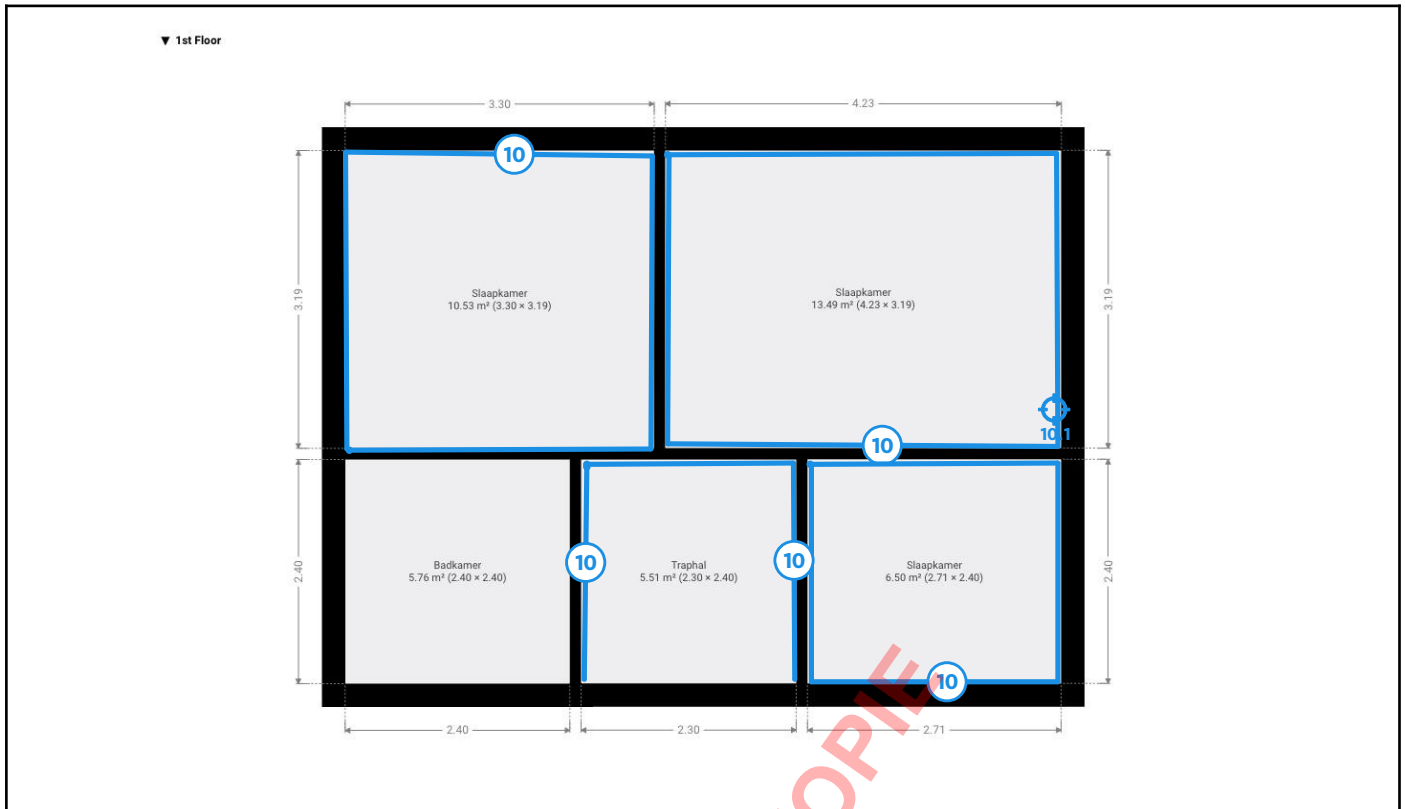 ▼ 1st Floor
3.30
4.23
10
3.19
3.19
Slaapkamer
10.53 m² (3.30 × 3.19)
Slaapkamer
13.49 m² (4.23 × 3.19)
10.1
10
2.40
2.40
10
10
Badkamer
5.76 m² (2.40 × 2.40)
Traphal
5.51 m² (2.30 × 2.40)
Slaapkamer
6.50 m² (2.71 × 2.40)
10
2.40
2.30
2.71
OPIE